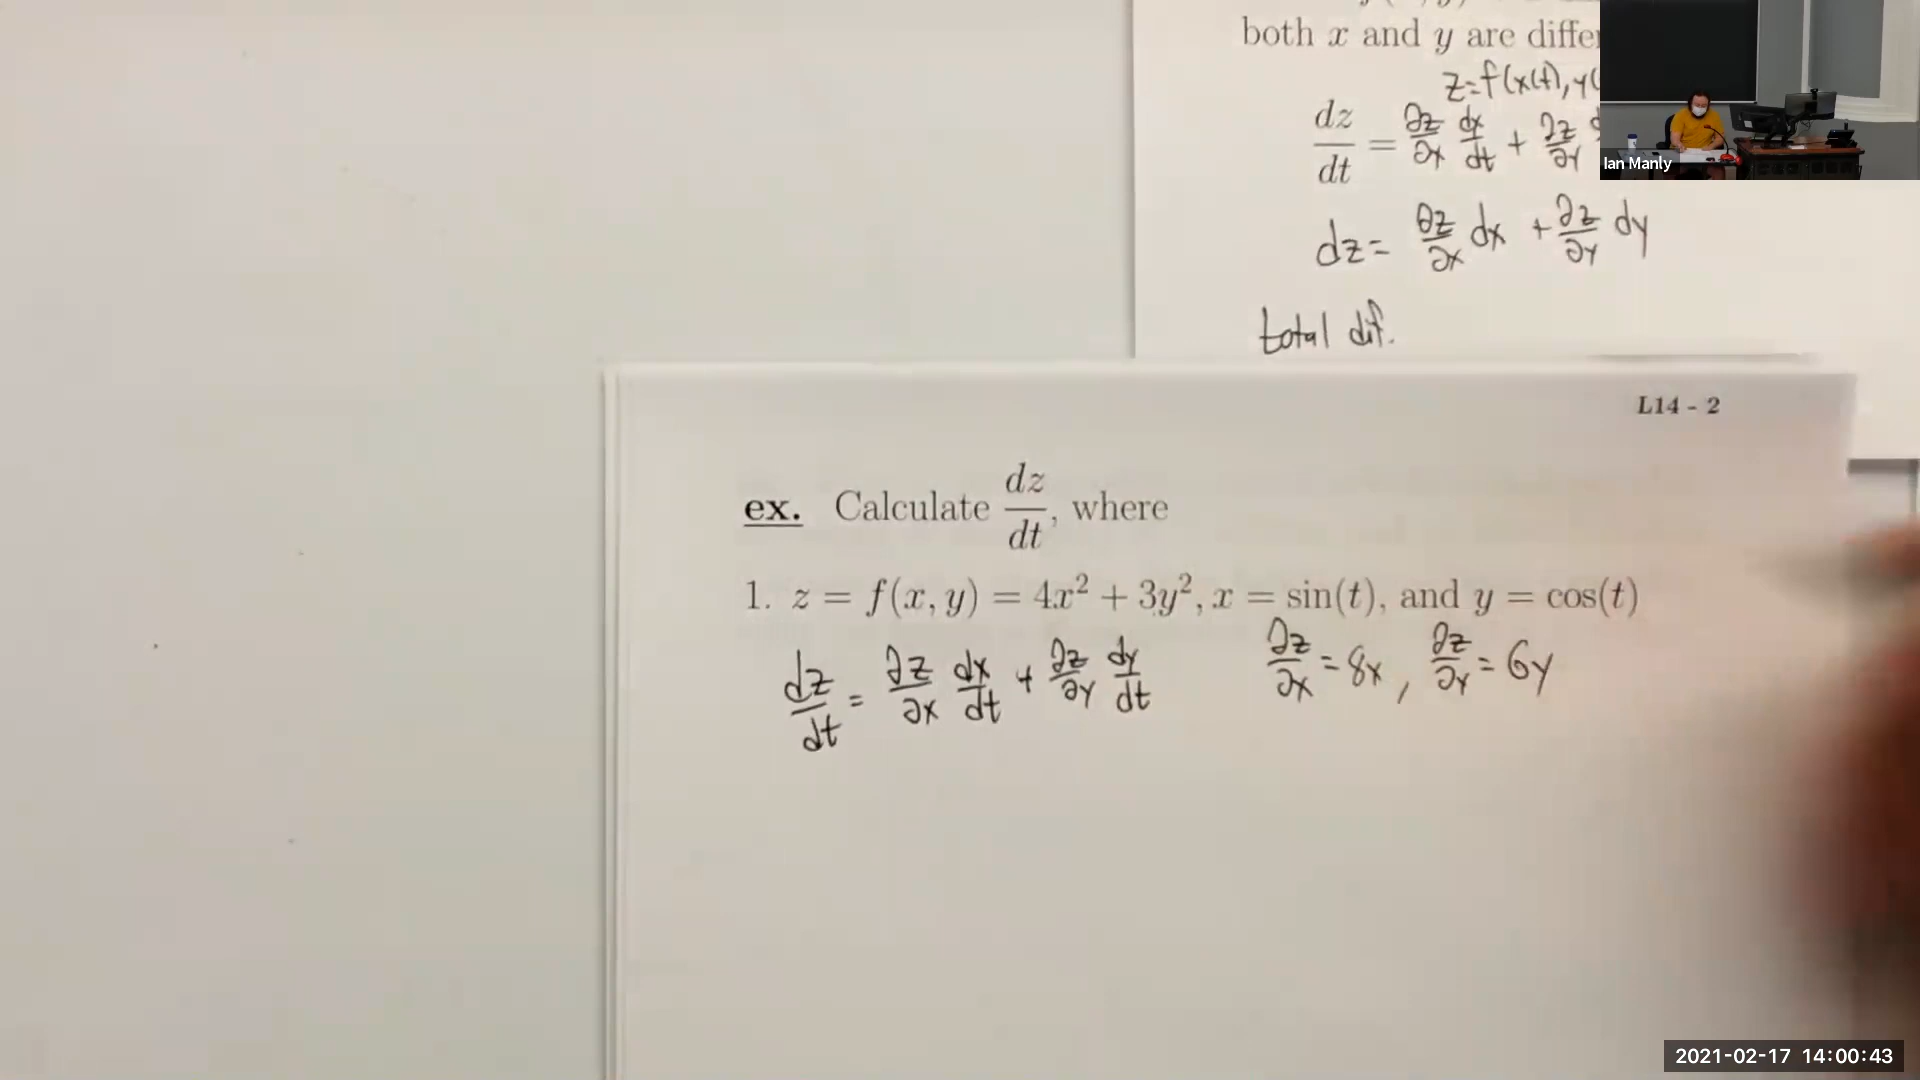 both x and y are differ
z=f(x(t),y(
dz/dt = ∂z/∂x dx/dt + ∂z/∂y
dz = ∂z/∂x dx + ∂z/∂y dy
total dif.
Ian Manly
L14 - 2
ex. Calculate dz/dt, where
1. z = f(x, y) = 4x² + 3y², x = sin(t), and y = cos(t)
dz/dt = ∂z/∂x dx/dt + ∂z/∂y dy/dt
∂z/∂x = 8x, ∂z/∂y = 6y
2021-02-17 14:00:43